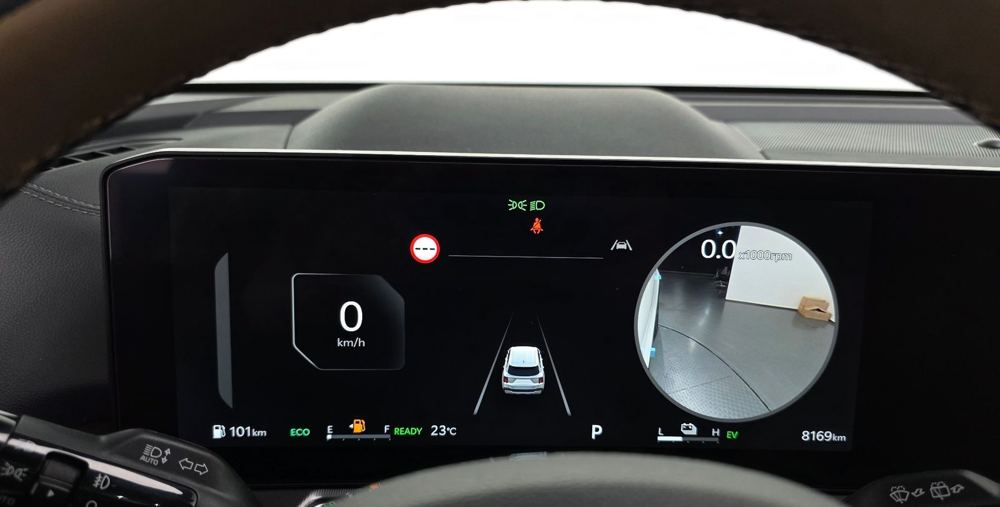 0.0 x1000rpm
0
km/h
101km
ECO
E F
READY
23°C
P
L H
EV
8169km
AUTO